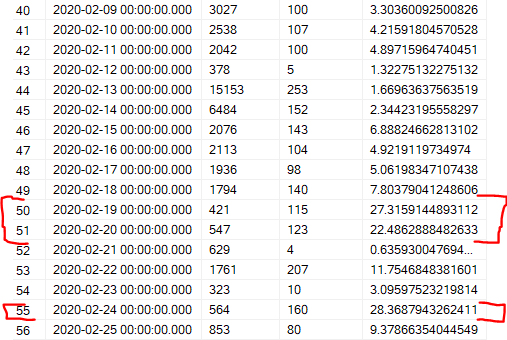 40 2020-02-09 00:00:00.000 3027 100 3.30360092500826
41 2020-02-10 00:00:00.000 2538 107 4.21591804570528
42 2020-02-11 00:00:00.000 2042 100 4.89715964740451
43 2020-02-12 00:00:00.000 378 5 1.32275132275132
44 2020-02-13 00:00:00.000 15153 253 1.66963637563519
45 2020-02-14 00:00:00.000 6484 152 2.34423195558297
46 2020-02-15 00:00:00.000 2076 143 6.88824662813102
47 2020-02-16 00:00:00.000 2113 104 4.9219119734974
48 2020-02-17 00:00:00.000 1936 98 5.06198347107438
49 2020-02-18 00:00:00.000 1794 140 7.80379041248606
50 2020-02-19 00:00:00.000 421 115 27.3159144893112
51 2020-02-20 00:00:00.000 547 123 22.4862888482633
52 2020-02-21 00:00:00.000 629 4 0.635930047694...
53 2020-02-22 00:00:00.000 1761 207 11.7546848381601
54 2020-02-23 00:00:00.000 323 10 3.09597523219814
55 2020-02-24 00:00:00.000 564 160 28.3687943262411
56 2020-02-25 00:00:00.000 853 80 9.37866354044549